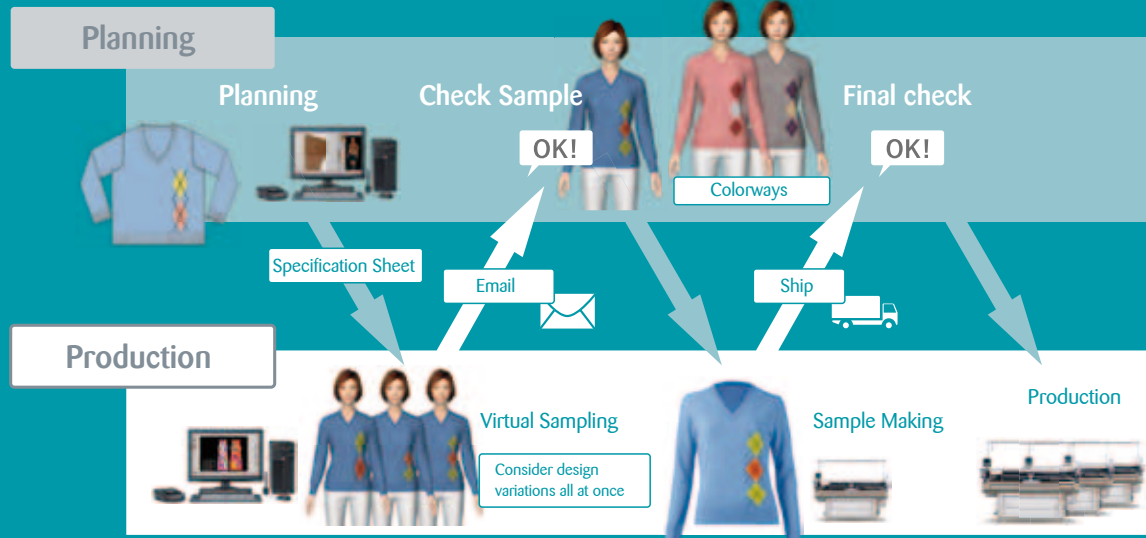 Planning
Planning
Check Sample
Final check
OK!
OK!
Colorways
Specification Sheet
Email
Ship
Production
Virtual Sampling
Sample Making
Production
Consider design
variations all at once